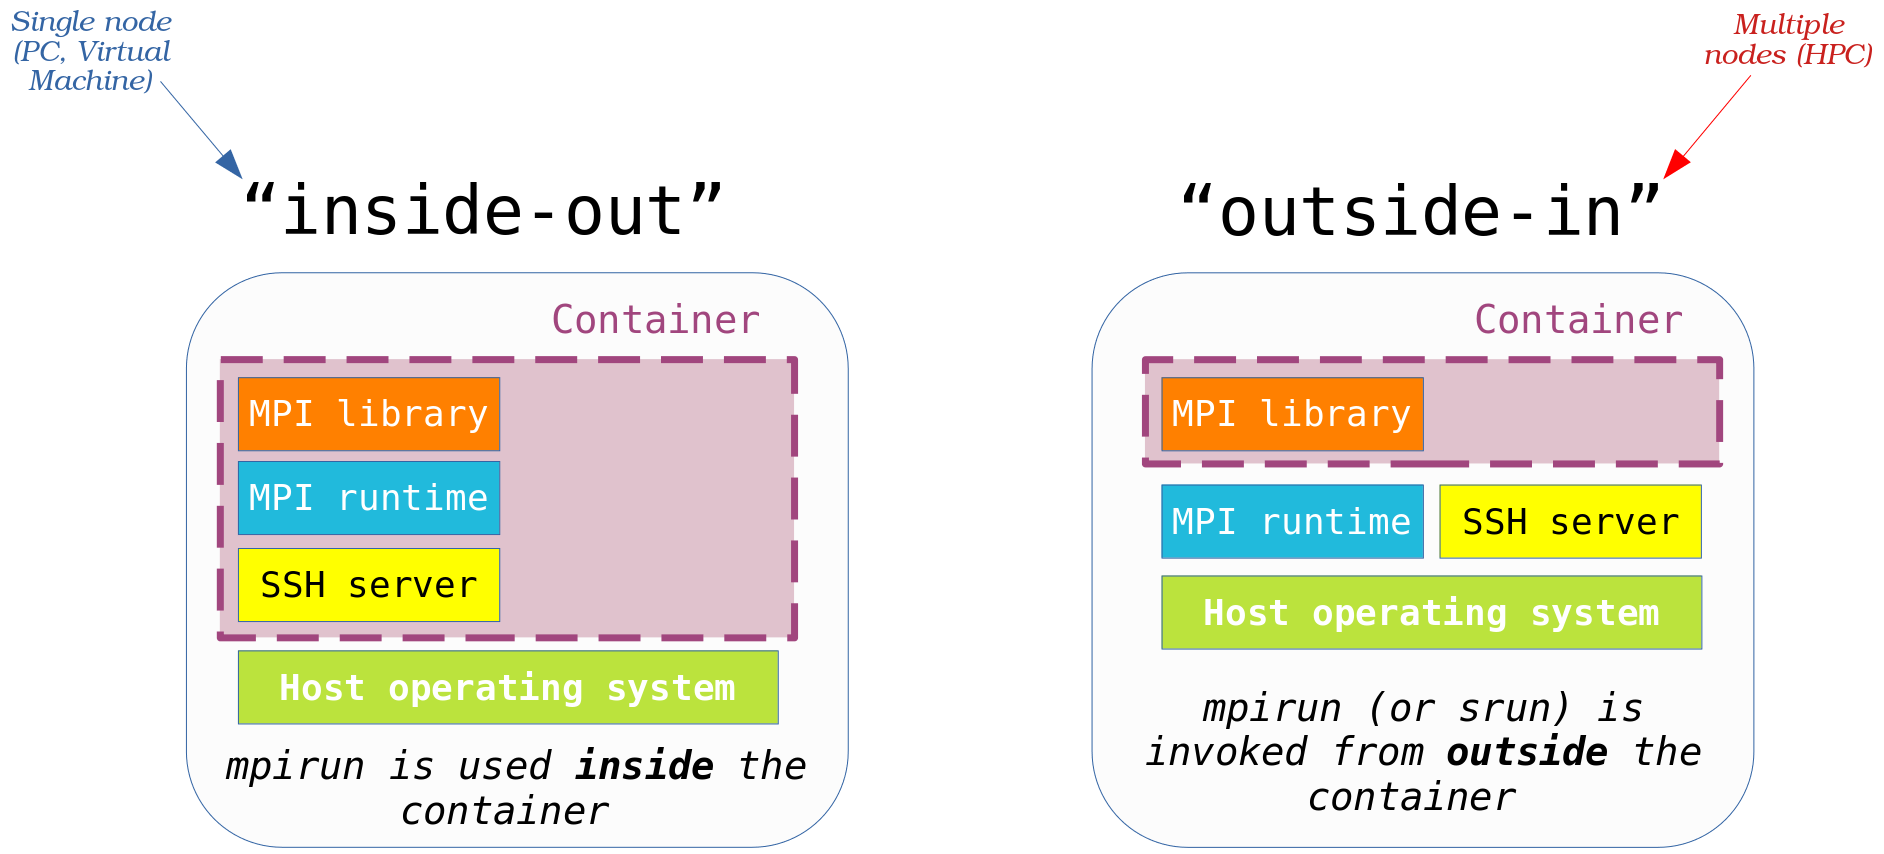 Single node
(PC, Virtual
Machine)
Multiple
nodes (HPC)
“inside-out”
“outside-in”
Container
MPI library
MPI runtime
SSH server
Host operating system
mpirun is used inside the
container
Container
MPI library
MPI runtime
SSH server
Host operating system
mpirun (or srun) is
invoked from outside the
container